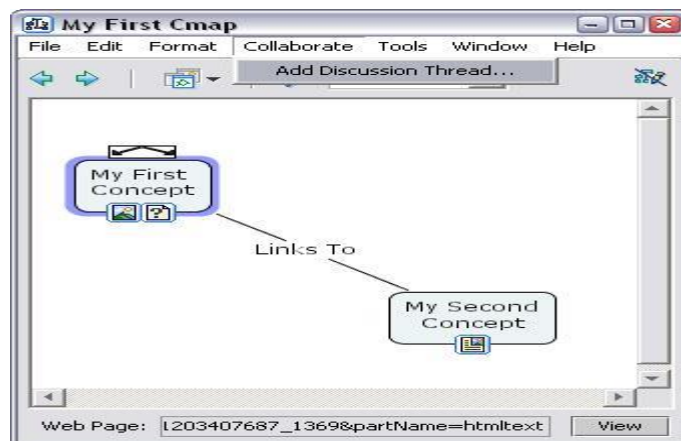 My First Cmap
File Edit Format Collaborate Tools Window Help
Add Discussion Thread...
My First
Concept
Links To
My Second
Concept
Web Page: 1203407687_1369&partName=htmltext View